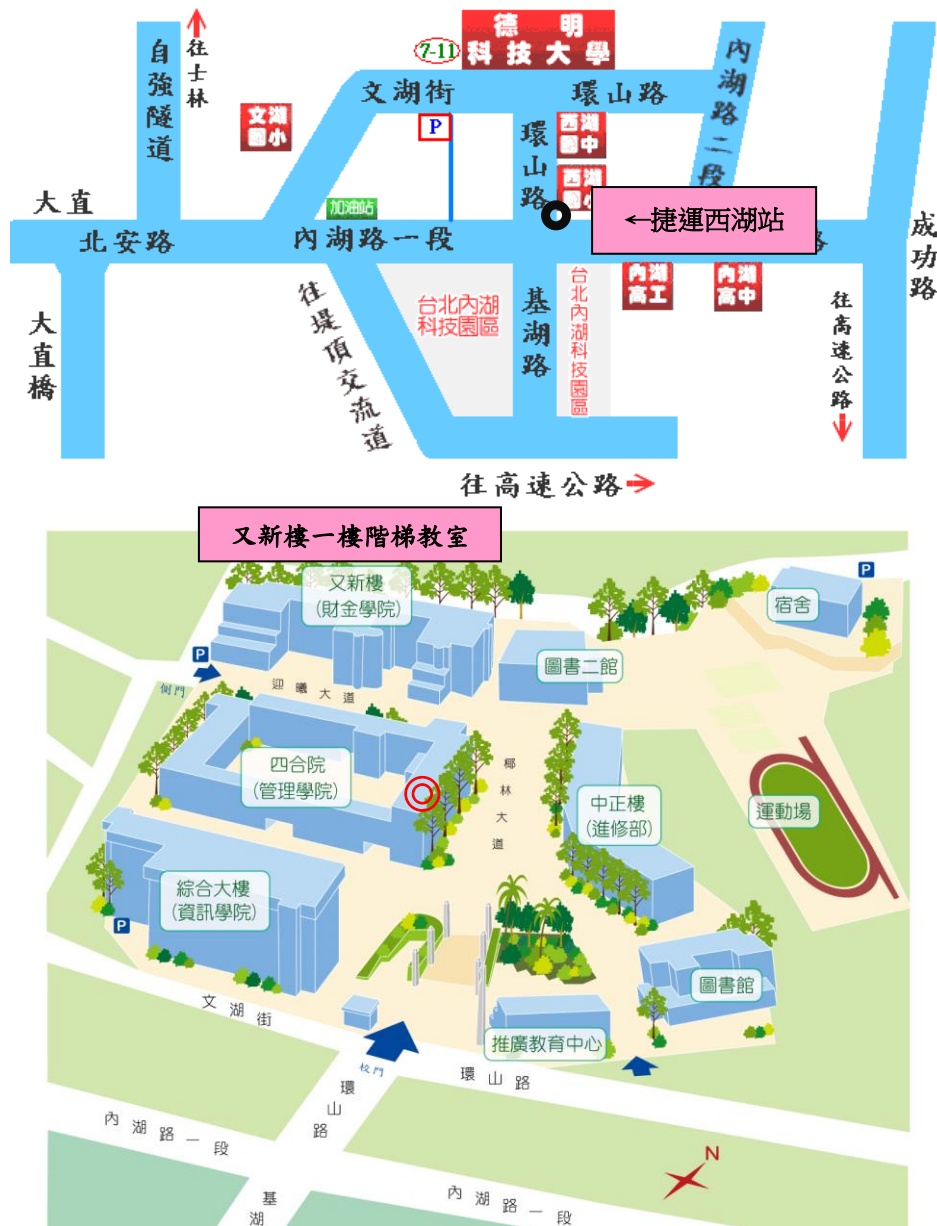 德明
科技大學
7-11
往士林
自強隧道
文湖街
環山路
內湖路二段
文湖
國小
P
環山路
西湖
國中
西湖
國小
大直
加油站
←捷運西湖站
北安路
內湖路一段
路
成功路
往堤頂交流道
台北內湖
科技園區
基湖路
台北內湖科技園區
內湖
高工
內湖
高中
大直橋
往高速公路
往高速公路
又新樓一樓階梯教室
又新樓
(財金學院)
P
宿舍
圖書二館
P
側門
迎曦大道
四合院
(管理學院)
椰林大道
中正樓
(進修部)
運動場
綜合大樓
(資訊學院)
P
圖書館
文湖街
推廣教育中心
校門
環山路
環山路
內湖路一段
N
內湖路一段
基湖